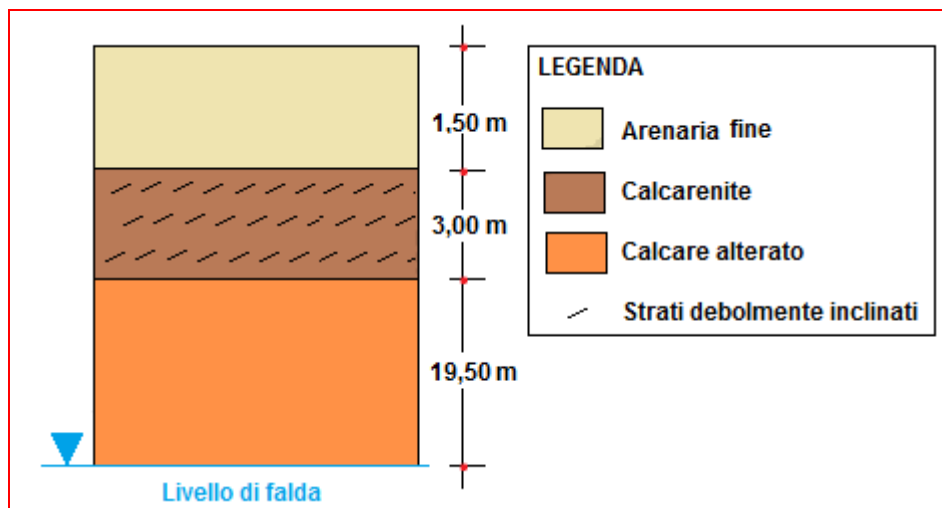 LEGENDA
1,50 m
Arenaria fine
3,00 m
Calcarenite
Calcare alterato
Strati debolmente inclinati
19,50 m
Livello di falda